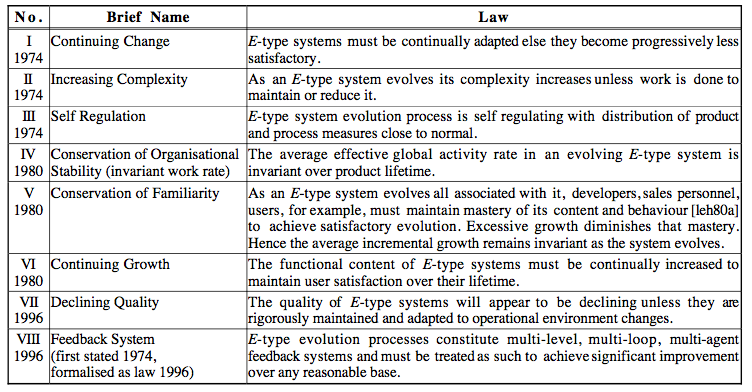 No. Brief Name Law
I Continuing Change E-type systems must be continually adapted else they become progressively less
1974 satisfactory.
II Increasing Complexity As an E-type system evolves its complexity increases unless work is done to
1974 maintain or reduce it.
III Self Regulation E-type system evolution process is self regulating with distribution of product
1974 and process measures close to normal.
IV Conservation of Organisational The average effective global activity rate in an evolving E-type system is
1980 Stability (invariant work rate) invariant over product lifetime.
V Conservation of Familiarity As an E-type system evolves all associated with it, developers, sales personnel,
1980 users, for example, must maintain mastery of its content and behaviour [leh80a]
to achieve satisfactory evolution. Excessive growth diminishes that mastery.
Hence the average incremental growth remains invariant as the system evolves.
VI Continuing Growth The functional content of E-type systems must be continually increased to
1980 maintain user satisfaction over their lifetime.
VII Declining Quality The quality of E-type systems will appear to be declining unless they are
1996 rigorously maintained and adapted to operational environment changes.
VIII Feedback System E-type evolution processes constitute multi-level, multi-loop, multi-agent
1996 (first stated 1974, feedback systems and must be treated as such to achieve significant improvement
formalised as law 1996) over any reasonable base.